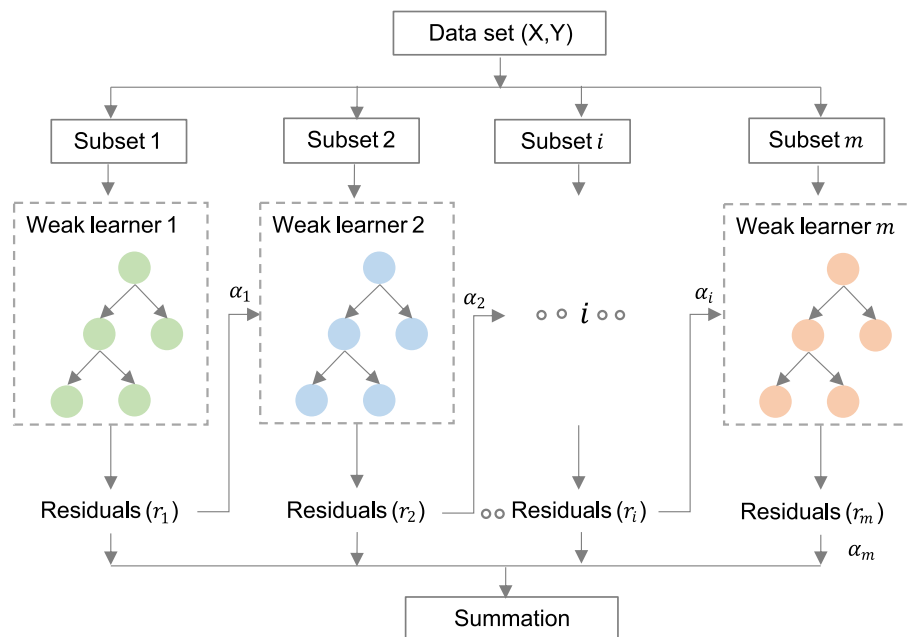 Data set (X,Y)
Subset 1
Subset 2
Subset i
Subset m
Weak learner 1
Weak learner 2
Weak learner m
α₁
α₂
i
αᵢ
Residuals (r₁)
Residuals (r₂)
Residuals (rᵢ)
Residuals (rₘ)
αₘ
Summation